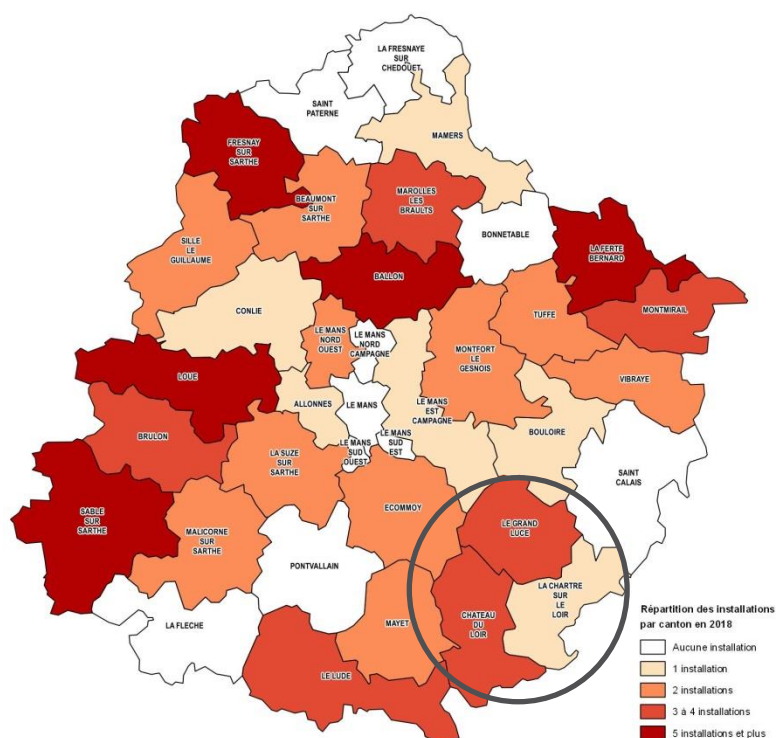 LA FRESNAYE
SUR
CHEDOUET
SAINT
PATERNE
MAMERS
FRESNAY
SUR
SARTHE
BEAUMONT
SUR
SARTHE
MAROLLES
LES
BRAULTS
BONNETABLE
SILLE
LE
GUILLAUME
LA FERTE
BERNARD
BALLON
CONLIE
MONTMIRAIL
TUFFE
LE MANS
NORD
OUEST
LE MANS
NORD
CAMPAGNE
MONTFORT
LE
GESNOIS
VIBRAYE
LOUE
ALLONNES
LE MANS
LE MANS
EST
CAMPAGNE
BOULOIRE
BRULON
LA SUZE
SUR
SARTHE
LE MANS
SUD
OUEST
LE MANS
SUD
EST
SAINT
CALAIS
SABLE
SUR
SARTHE
MALICORNE
SUR
SARTHE
ECOMMOY
LE GRAND
LUCE
PONTVALLAIN
LA CHARTRE
SUR
LE
LOIR
CHATEAU
DU
LOIR
LA FLECHE
MAYET
LE LUDE
Répartition des installations
par canton en 2018
Aucune installation
1 installation
2 installations
3 à 4 installations
5 installations et plus